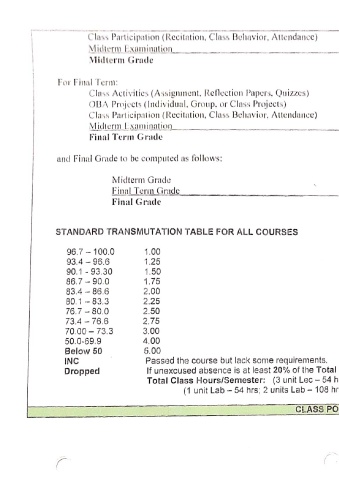 Class Participation (Recitation, Class Behavior, Attendance)
Midterm Examination
Midterm Grade
For Final Term:
Class Activities (Assignment, Reflection Papers, Quizzes)
OBA Projects (Individual, Group, or Class Projects)
Class Participation (Recitation, Class Behavior, Attendance)
Midterm Examination
Final Term Grade
and Final Grade to be computed as follows:
Midterm Grade
Final Term Grade
Final Grade
STANDARD TRANSMUTATION TABLE FOR ALL COURSES
96.7 – 100.0 1.00
93.4 – 96.6 1.25
90.1 - 93.30 1.50
86.7 – 90.0 1.75
83.4 – 86.6 2.00
80.1 – 83.3 2.25
76.7 – 80.0 2.50
73.4 – 76.6 2.75
70.00 – 73.3 3.00
50.0-69.9 4.00
Below 50 5.00
INC Passed the course but lack some requirements.
Dropped If unexcused absence is at least 20% of the Total
Total Class Hours/Semester: (3 unit Lec – 54 h
(1 unit Lab – 54 hrs; 2 units Lab – 108 hr
CLASS PO